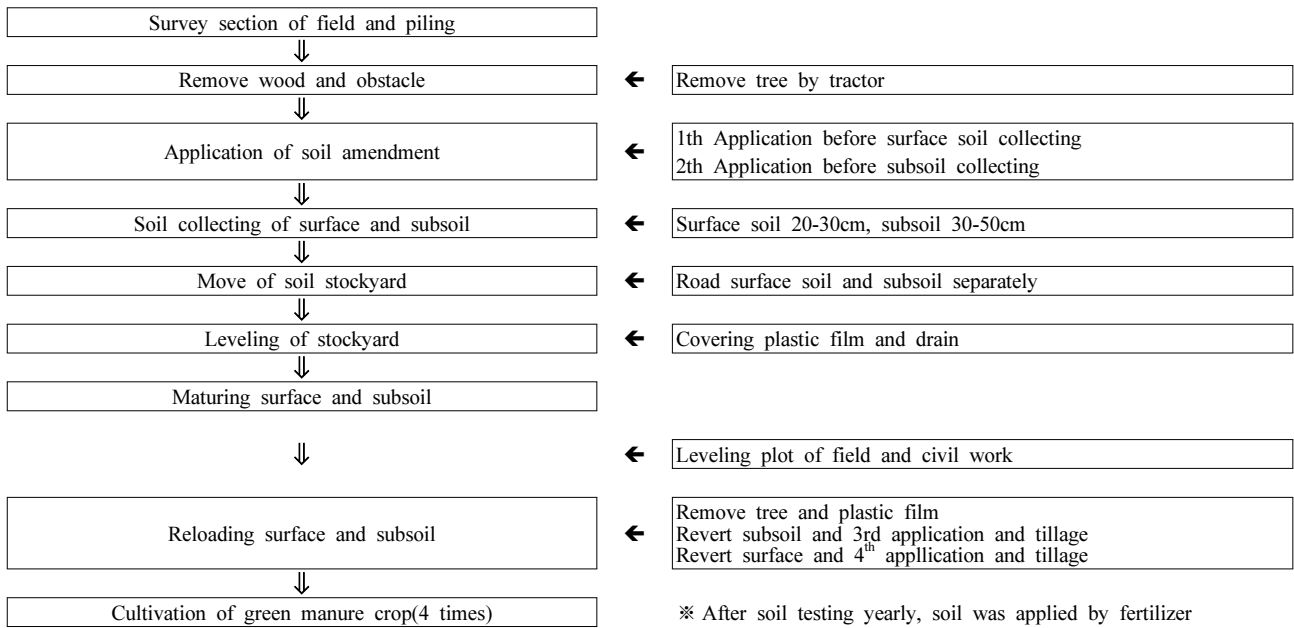 Survey section of field and piling
⇓
Remove wood and obstacle ← Remove tree by tractor
⇓
Application of soil amendment ← 1th Application before surface soil collecting
2th Application before subsoil collecting
⇓
Soil collecting of surface and subsoil ← Surface soil 20-30cm, subsoil 30-50cm
⇓
Move of soil stockyard ← Road surface soil and subsoil separately
⇓
Leveling of stockyard ← Covering plastic film and drain
⇓
Maturing surface and subsoil
⇓ ← Leveling plot of field and civil work
Reloading surface and subsoil ← Remove tree and plastic film
Revert subsoil and 3rd application and tillage
Revert surface and 4th appllication and tillage
⇓
Cultivation of green manure crop(4 times) ※ After soil testing yearly, soil was applied by fertilizer